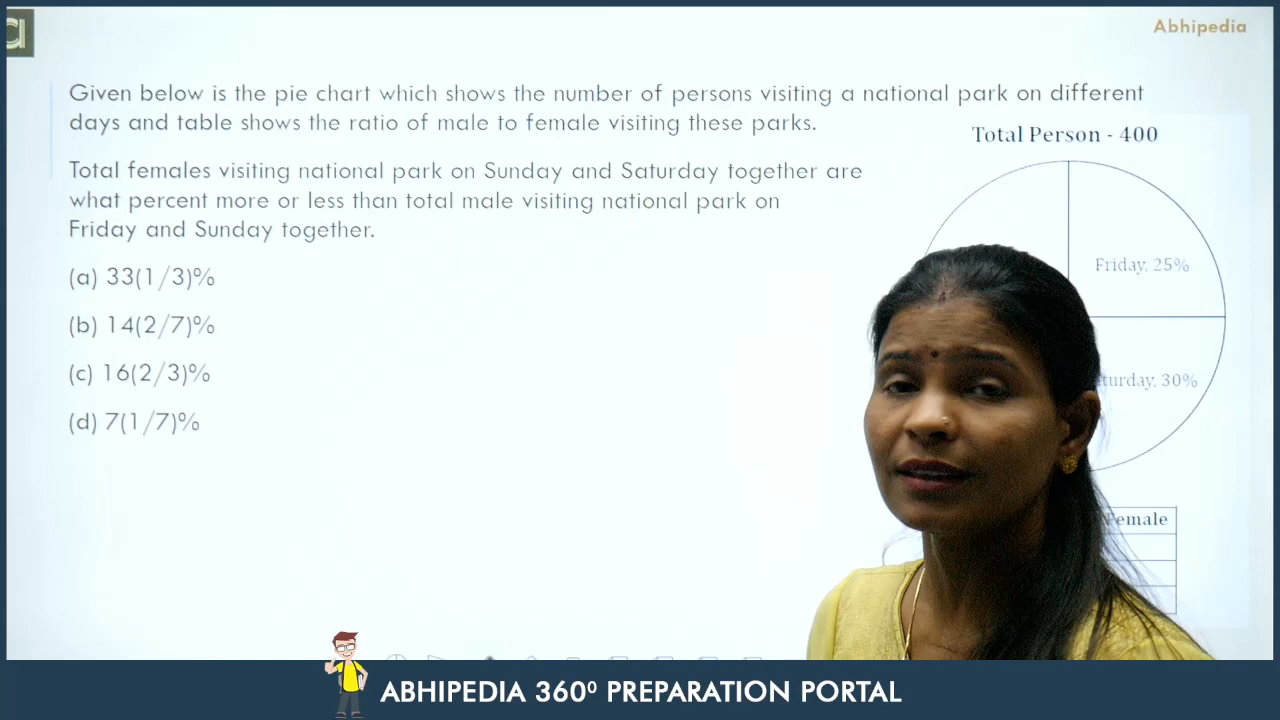 Abhipedia
Given below is the pie chart which shows the number of persons visiting a national park on different
days and table shows the ratio of male to female visiting these parks.
Total Person - 400
Total females visiting national park on Sunday and Saturday together are
what percent more or less than total male visiting national park on
Friday and Sunday together.
(a) 33(1/3)%
(b) 14(2/7)%
(c) 16(2/3)%
(d) 7(1/7)%
Friday, 25%
turday, 30%
Female
ABHIPEDIA 360⁰ PREPARATION PORTAL